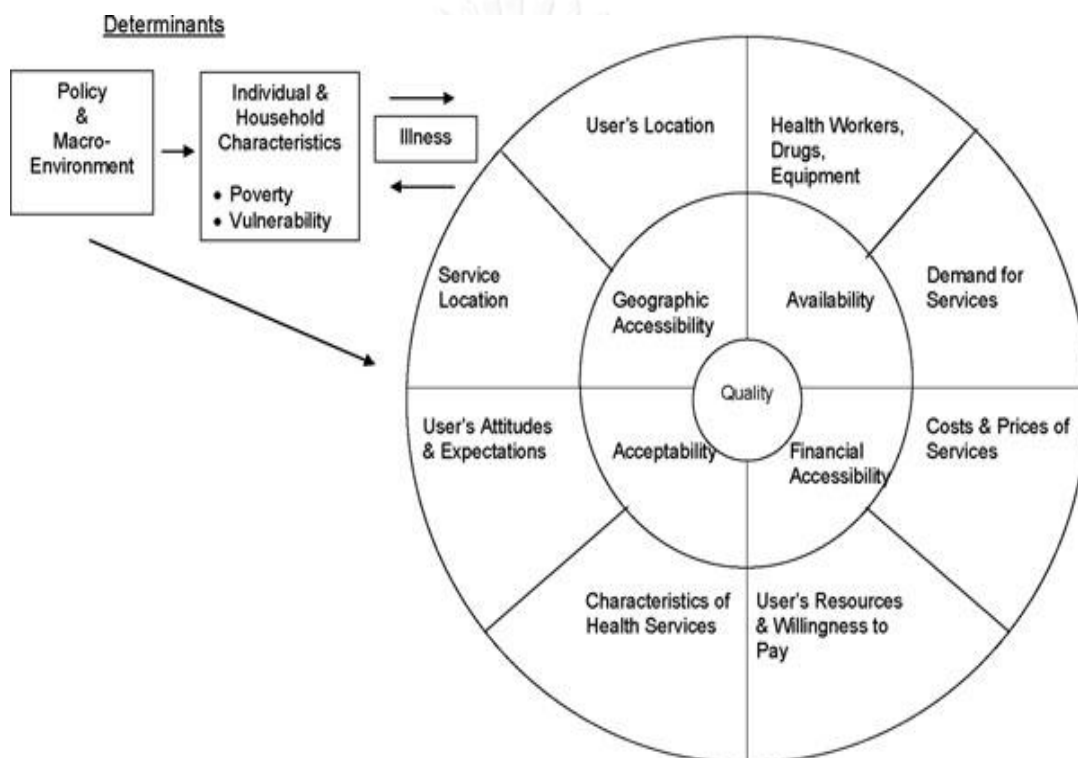 Determinants
Policy
&
Macro-
Environment
Individual &
Household
Characteristics
• Poverty
• Vulnerability
Illness
User's Location
Health Workers,
Drugs,
Equipment
Service
Location
Geographic
Accessibility
Availability
Demand for
Services
Quality
User's Attitudes
& Expectations
Acceptability
Financial
Accessibility
Costs & Prices of
Services
Characteristics of
Health Services
User's Resources
& Willingness to
Pay